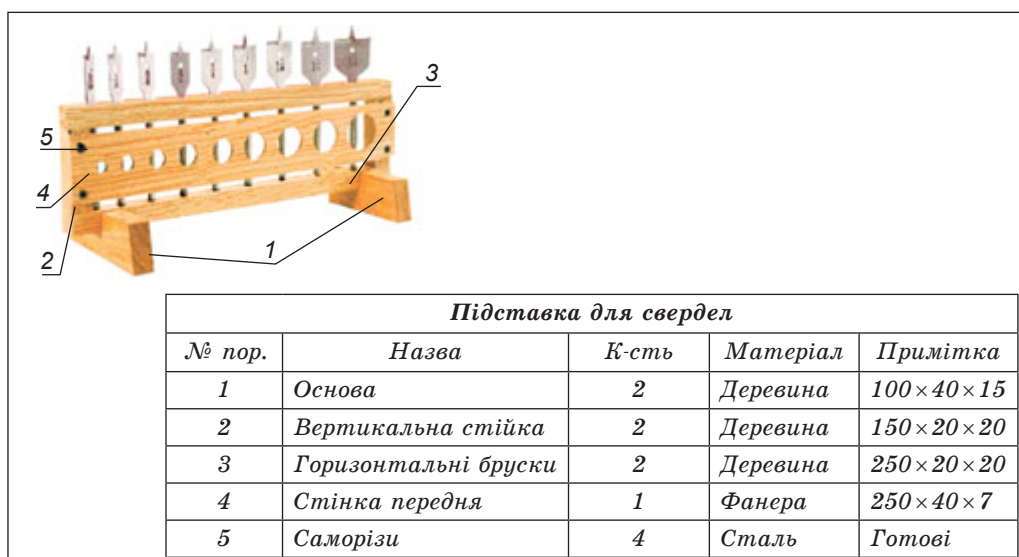 3
5
4
2
1
Підставка для свердел
№ пор. Назва К-сть Матеріал Примітка
1 Основа 2 Деревина 100×40×15
2 Вертикальна стійка 2 Деревина 150×20×20
3 Горизонтальні бруски 2 Деревина 250×20×20
4 Стінка передня 1 Фанера 250×40×7
5 Саморізи 4 Сталь Готові